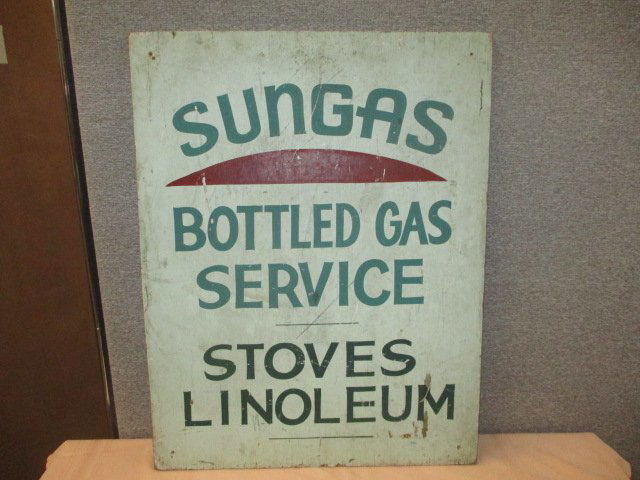 SUNGAS
BOTTLED GAS
SERVICE
STOVES
LINOLEUM